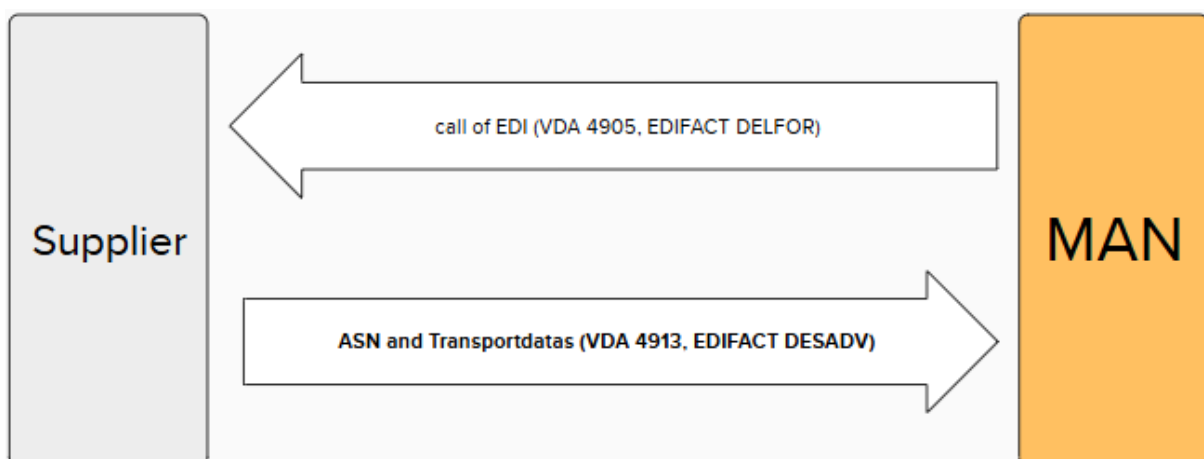 call of EDI (VDA 4905, EDIFACT DELFOR)
Supplier
MAN
ASN and Transportdatas (VDA 4913, EDIFACT DESADV)